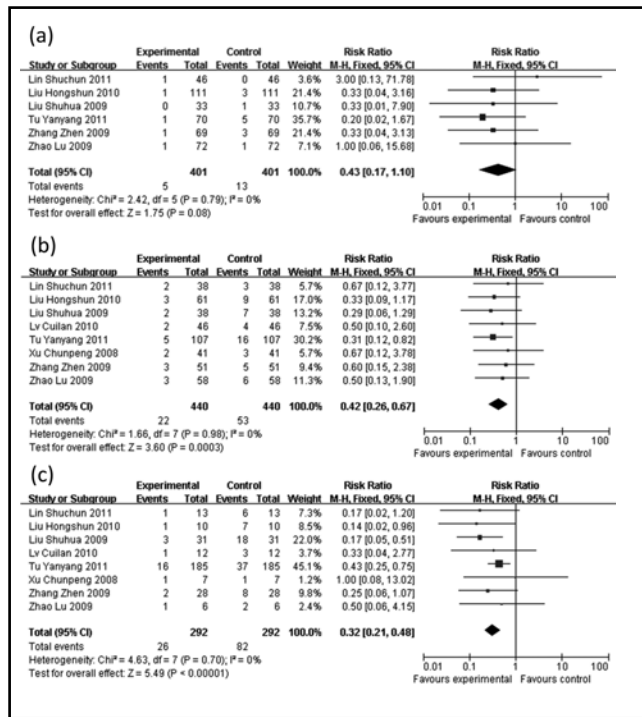 (a)
Experimental Control Risk Ratio Risk Ratio
Study or Subgroup Events Total Events Total Weight M-H, Fixed, 95% CI M-H, Fixed, 95% CI
Lin Shuchun 2011 1 46 0 46 3.6% 3.00 [0.13, 71.78]
Liu Hongshun 2010 1 111 3 111 21.4% 0.33 [0.04, 3.16]
Liu Shuhua 2009 0 33 1 33 10.7% 0.33 [0.01, 7.90]
Tu Yanyang 2011 1 70 5 70 35.7% 0.20 [0.02, 1.67]
Zhang Zhen 2009 1 69 3 69 21.4% 0.33 [0.04, 3.13]
Zhao Lu 2009 1 72 1 72 7.1% 1.00 [0.06, 15.68]
Total (95% CI) 401 401 100.0% 0.43 [0.17, 1.10]
Total events 5 13
Heterogeneity: Chi² = 2.42, df = 5 (P = 0.79); I² = 0%
Test for overall effect: Z = 1.75 (P = 0.08)
0.01 0.1 1 10 100
Favours experimental Favours control
(b)
Experimental Control Risk Ratio Risk Ratio
Study or Subgroup Events Total Events Total Weight M-H, Fixed, 95% CI M-H, Fixed, 95% CI
Lin Shuchun 2011 2 38 3 38 5.7% 0.67 [0.12, 3.77]
Liu Hongshun 2010 3 61 9 61 17.0% 0.33 [0.09, 1.17]
Liu Shuhua 2009 2 38 7 38 13.2% 0.29 [0.06, 1.29]
Lv Cuilan 2010 2 46 4 46 7.5% 0.50 [0.10, 2.60]
Tu Yanyang 2011 5 107 16 107 30.2% 0.31 [0.12, 0.82]
Xu Chunpeng 2008 2 41 3 41 5.7% 0.67 [0.12, 3.78]
Zhang Zhen 2009 3 51 5 51 9.4% 0.60 [0.15, 2.38]
Zhao Lu 2009 3 58 6 58 11.3% 0.50 [0.13, 1.90]
Total (95% CI) 440 440 100.0% 0.42 [0.26, 0.67]
Total events 22 53
Heterogeneity: Chi² = 1.66, df = 7 (P = 0.98); I² = 0%
Test for overall effect: Z = 3.60 (P = 0.0003)
0.01 0.1 1 10 100
Favours experimental Favours control
(c)
Experimental Control Risk Ratio Risk Ratio
Study or Subgroup Events Total Events Total Weight M-H, Fixed, 95% CI M-H, Fixed, 95% CI
Lin Shuchun 2011 1 13 6 13 7.3% 0.17 [0.02, 1.20]
Liu Hongshun 2010 1 10 7 10 8.5% 0.14 [0.02, 0.96]
Liu Shuhua 2009 3 31 18 31 22.0% 0.17 [0.05, 0.51]
Lv Cuilan 2010 1 12 3 12 3.7% 0.33 [0.04, 2.77]
Tu Yanyang 2011 16 185 37 185 45.1% 0.43 [0.25, 0.75]
Xu Chunpeng 2008 1 7 1 7 1.2% 1.00 [0.08, 13.02]
Zhang Zhen 2009 2 28 8 28 9.8% 0.25 [0.06, 1.07]
Zhao Lu 2009 1 6 2 6 2.4% 0.50 [0.06, 4.15]
Total (95% CI) 292 292 100.0% 0.32 [0.21, 0.48]
Total events 26 82
Heterogeneity: Chi² = 4.63, df = 7 (P = 0.70); I² = 0%
Test for overall effect: Z = 5.49 (P < 0.00001)
0.01 0.1 1 10 100
Favours experimental Favours control